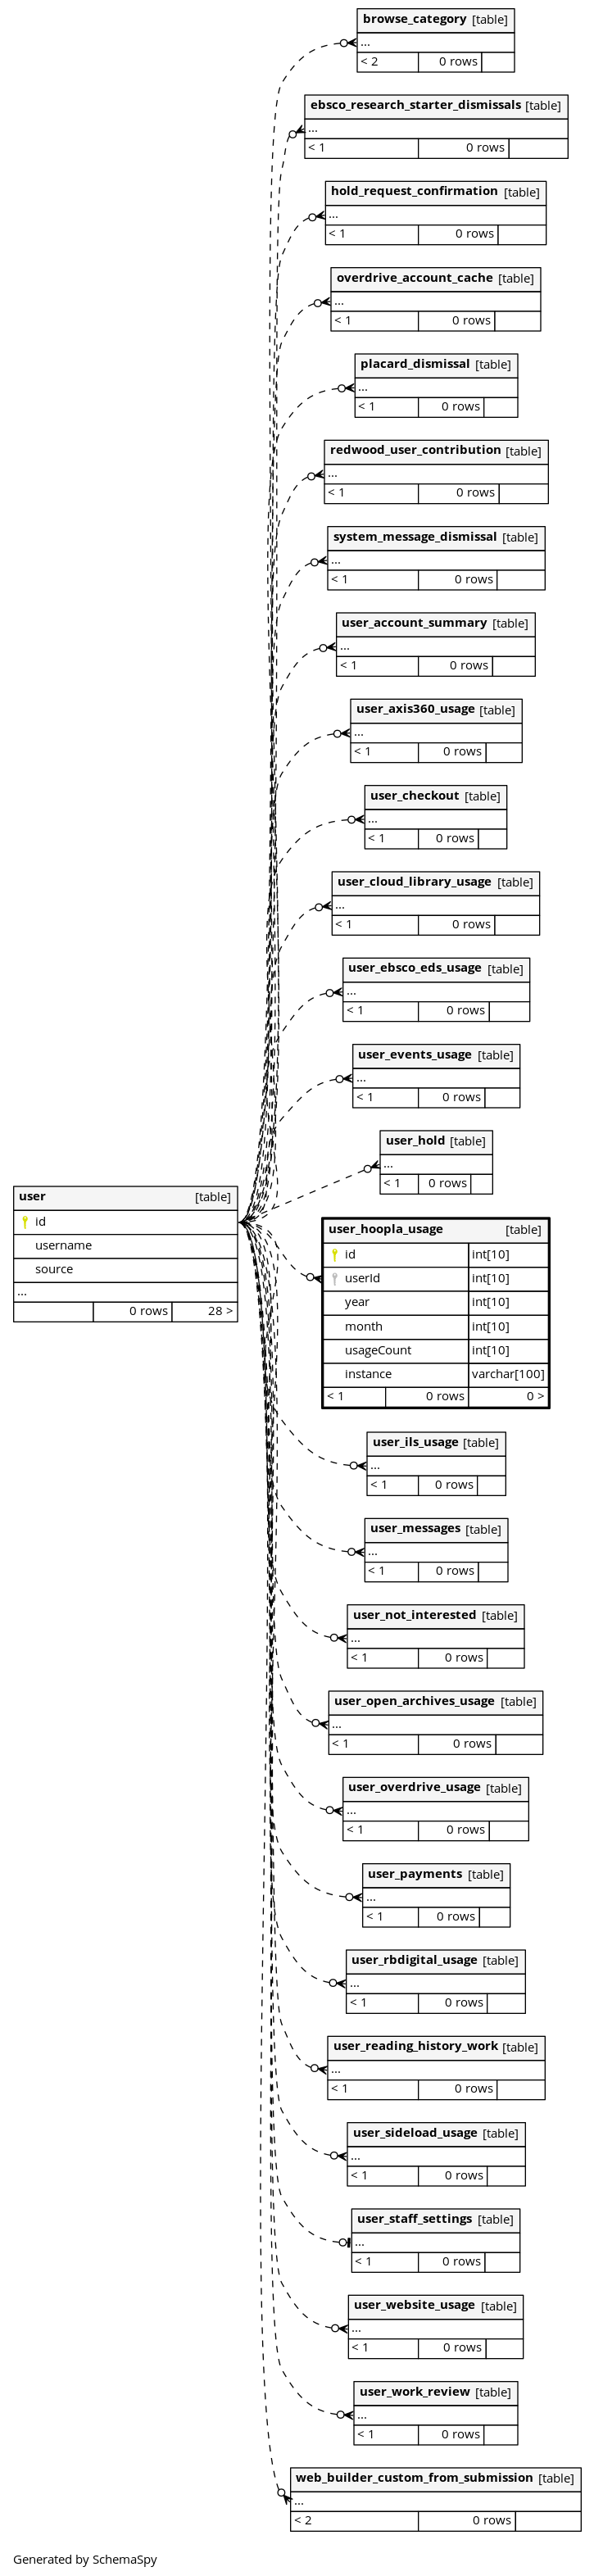 browse_category [table]
...
< 2 0 rows
ebsco_research_starter_dismissals [table]
...
< 1 0 rows
hold_request_confirmation [table]
...
< 1 0 rows
overdrive_account_cache [table]
...
< 1 0 rows
placard_dismissal [table]
...
< 1 0 rows
redwood_user_contribution [table]
...
< 1 0 rows
system_message_dismissal [table]
...
< 1 0 rows
user_account_summary [table]
...
< 1 0 rows
user_axis360_usage [table]
...
< 1 0 rows
user_checkout [table]
...
< 1 0 rows
user_cloud_library_usage [table]
...
< 1 0 rows
user_ebsco_eds_usage [table]
...
< 1 0 rows
user_events_usage [table]
...
< 1 0 rows
user_hold [table]
...
< 1 0 rows
user [table]
id
username
source
...
0 rows 28 >
user_hoopla_usage [table]
id int[10]
userId int[10]
year int[10]
month int[10]
usageCount int[10]
instance varchar[100]
< 1 0 rows 0 >
user_ils_usage [table]
...
< 1 0 rows
user_messages [table]
...
< 1 0 rows
user_not_interested [table]
...
< 1 0 rows
user_open_archives_usage [table]
...
< 1 0 rows
user_overdrive_usage [table]
...
< 1 0 rows
user_payments [table]
...
< 1 0 rows
user_rbdigital_usage [table]
...
< 1 0 rows
user_reading_history_work [table]
...
< 1 0 rows
user_sideload_usage [table]
...
< 1 0 rows
user_staff_settings [table]
...
< 1 0 rows
user_website_usage [table]
...
< 1 0 rows
user_work_review [table]
...
< 1 0 rows
web_builder_custom_from_submission [table]
...
< 2 0 rows
Generated by SchemaSpy